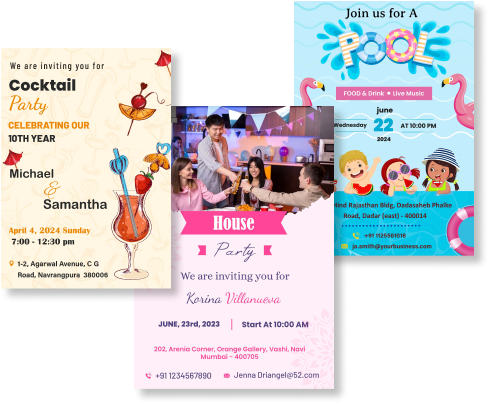 We are inviting you for
Cocktail
Party
CELEBRATING OUR
10TH YEAR
Michael
&
Samantha
April 4, 2024 Sunday
7:00 - 12:30 pm
1-2, Agarwal Avenue, C G
Road, Navrangpura 380006
House
Party
We are inviting you for
Korina Villanueva
JUNE, 23rd, 2023 | Start At 10:00 AM
202, Arenia Corner, Orange Gallery, Vashi, Navi
Mumbai - 400705
+91 1234567890
Jenna Driangel@52.com
Join us for A
POOL
FOOD & Drink • Live Music
june
Wednesday 22 AT 10:00 PM
2024
Hind Rajasthan Bldg, Dadasaheb Phalke
Road, Dadar (east) - 400014
+91 1125501018
ja.smith@yourbusiness.com